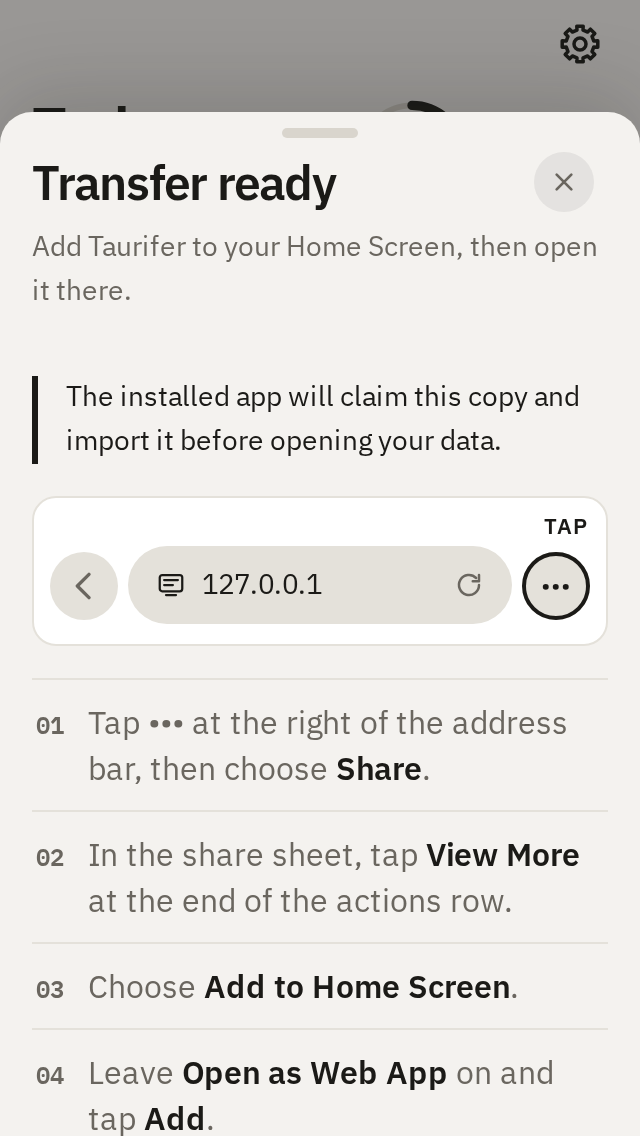 Transfer ready
Add Taurifer to your Home Screen, then open
it there.
The installed app will claim this copy and
import it before opening your data.
TAP
127.0.0.1
01 Tap ••• at the right of the address
bar, then choose Share.
02 In the share sheet, tap View More
at the end of the actions row.
03 Choose Add to Home Screen.
04 Leave Open as Web App on and
tap Add.